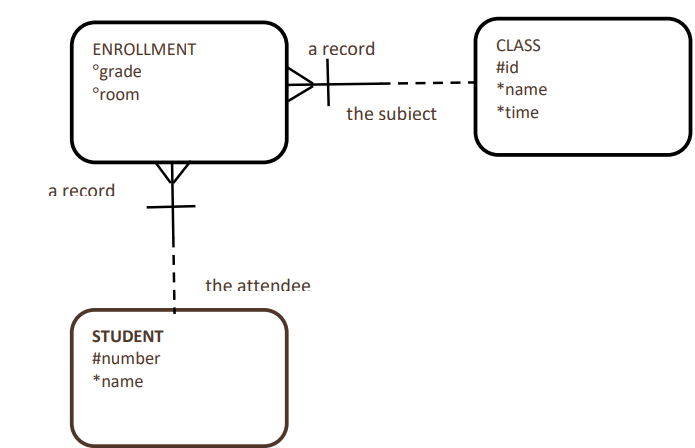 ENROLLMENT
°grade
°room
a record
the subiect
CLASS
#id
*name
*time
a record
the attendee
STUDENT
#number
*name